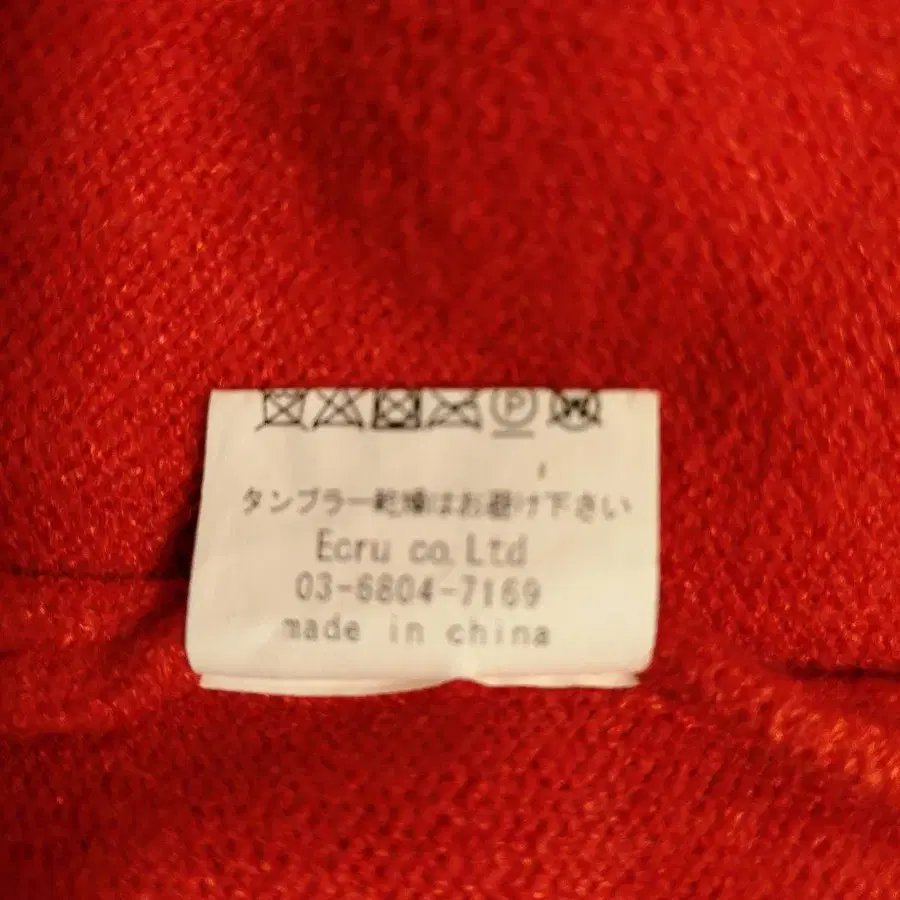 P W
タンブラー乾燥はお避け下さい
Ecru co.Ltd
03-6804-7169
made in china